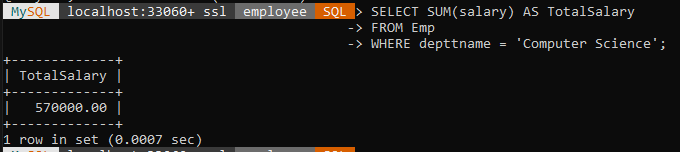 MySQL localhost:33060+ ssl employee SQL > SELECT SUM(salary) AS TotalSalary
-> FROM Emp
-> WHERE depttname = 'Computer Science';
+-------------+
| TotalSalary |
+-------------+
|   570000.00 |
+-------------+
1 row in set (0.0007 sec)